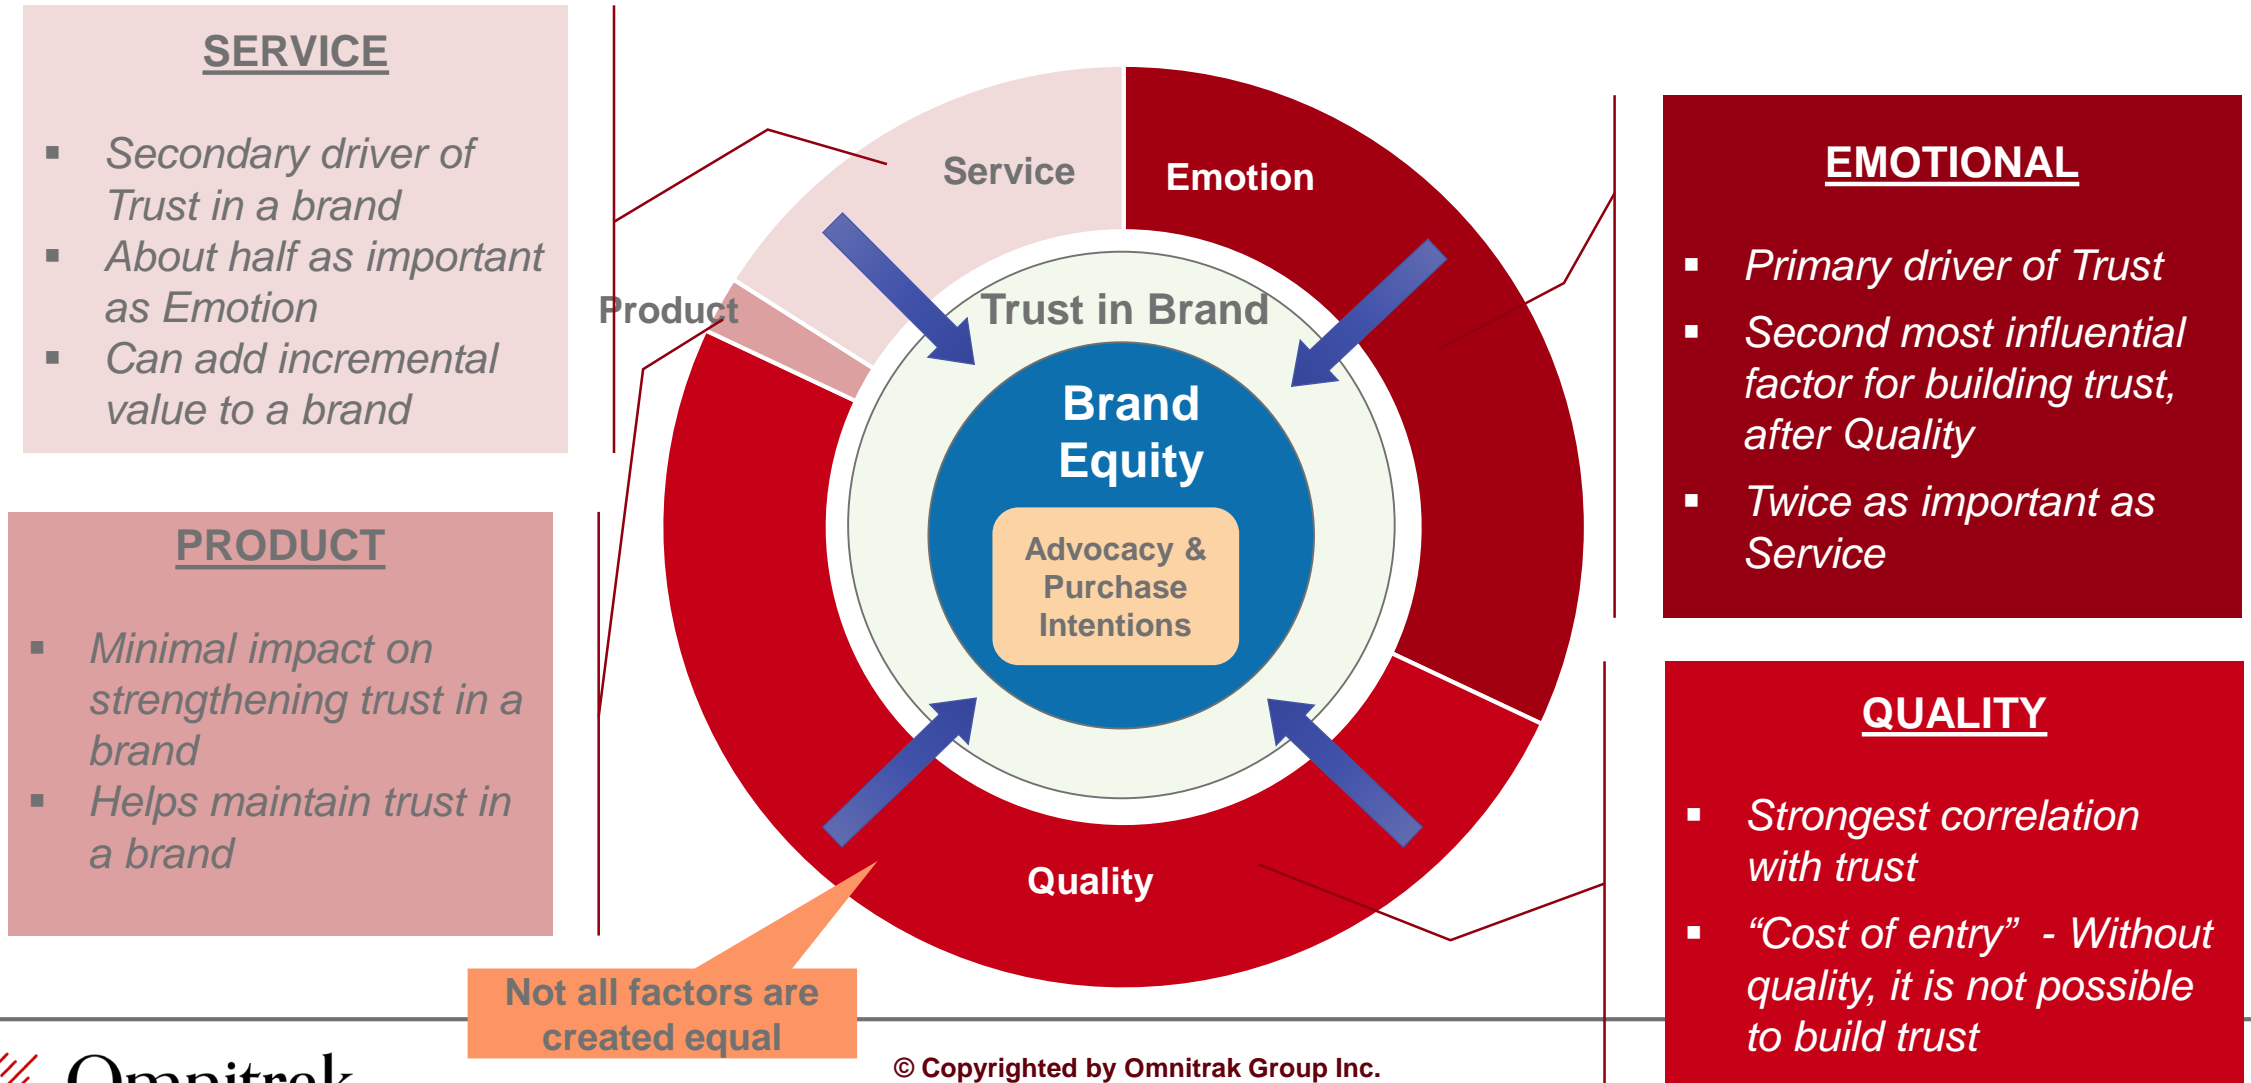 SERVICE
▪ Secondary driver of
Trust in a brand
▪ About half as important
as Emotion
▪ Can add incremental
value to a brand
PRODUCT
▪ Minimal impact on
strengthening trust in a
brand
▪ Helps maintain trust in
a brand
Service
Emotion
Product
Trust in Brand
Brand
Equity
Advocacy &
Purchase
Intentions
Quality
Not all factors are
created equal
EMOTIONAL
▪ Primary driver of Trust
▪ Second most influential
factor for building trust,
after Quality
▪ Twice as important as
Service
QUALITY
▪ Strongest correlation
with trust
▪ “Cost of entry” - Without
quality, it is not possible
to build trust
Omnitrak
© Copyrighted by Omnitrak Group Inc.